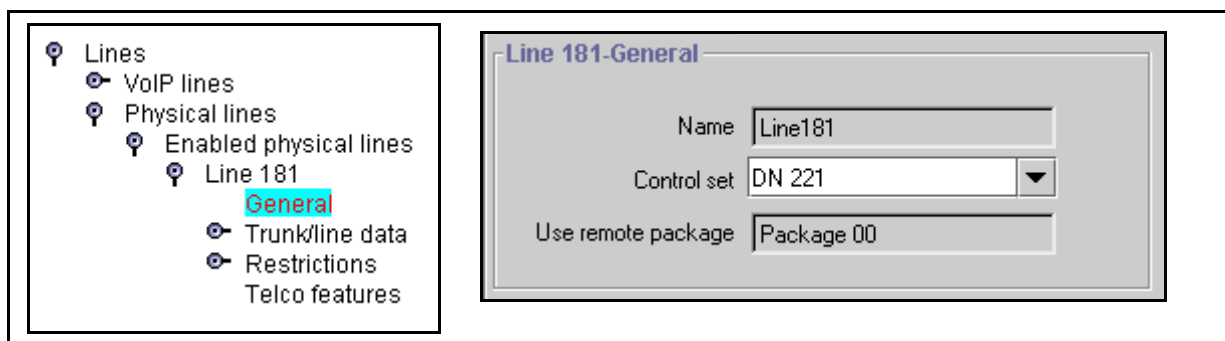 Lines
VoIP lines
Physical lines
Enabled physical lines
Line 181
General
Trunk/line data
Restrictions
Telco features
Line 181-General
Name Line181
Control set DN 221
Use remote package Package 00